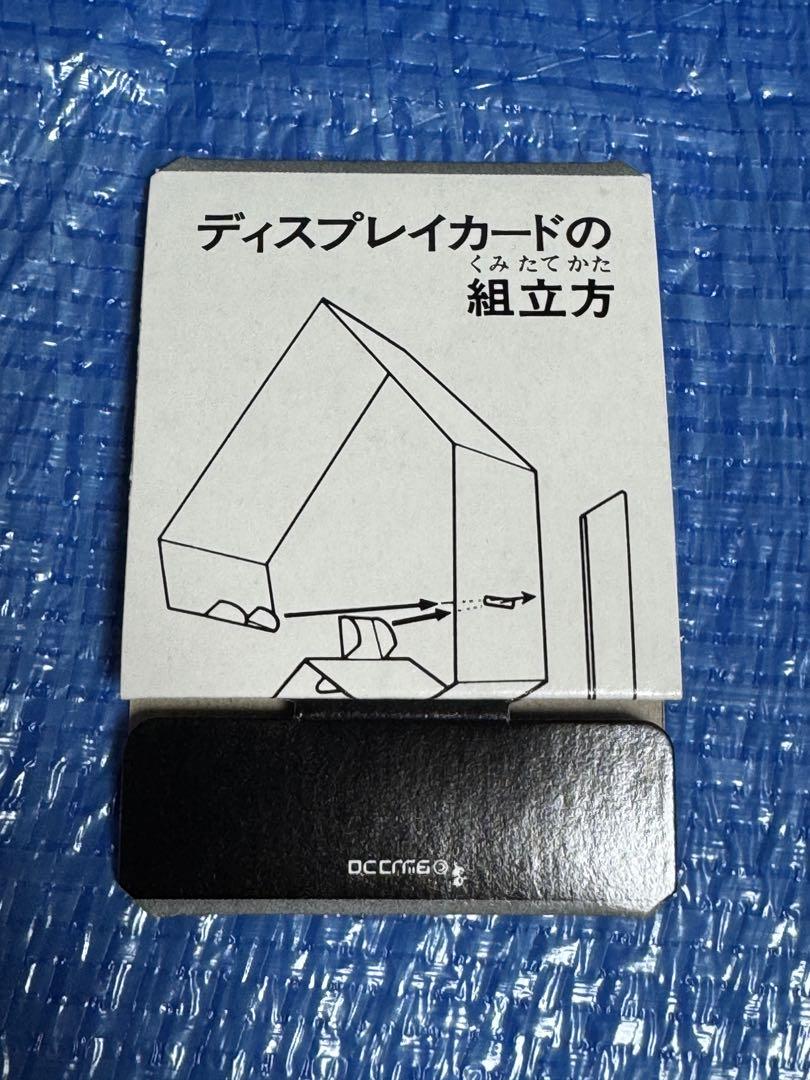 ディスプレイカードの
くみ たて かた
組立方